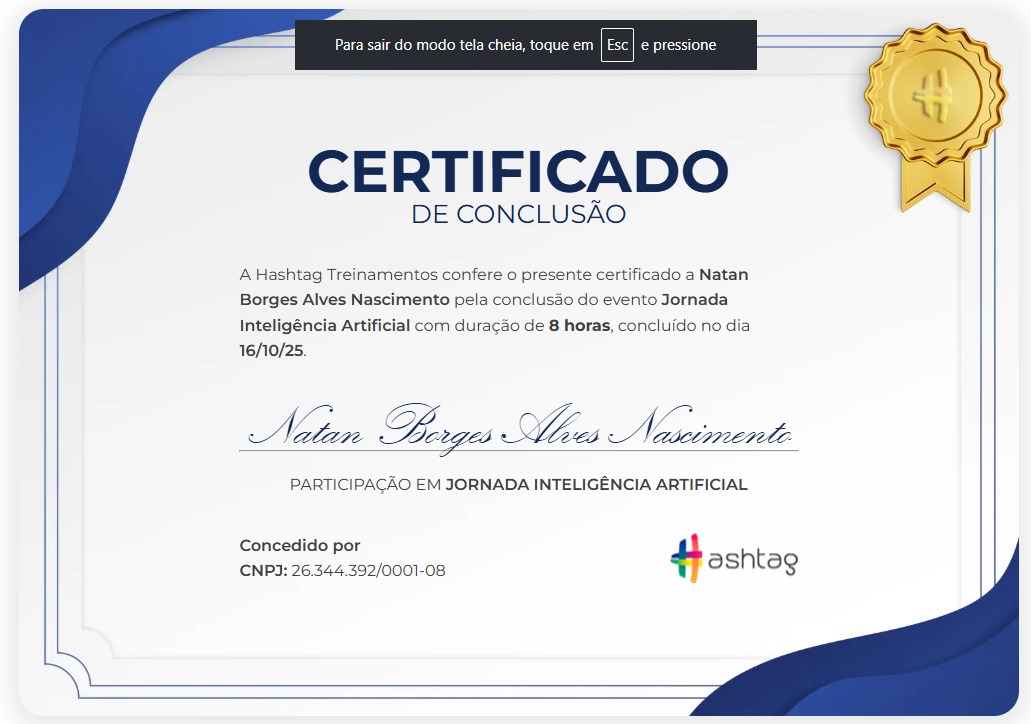 Para sair do modo tela cheia, toque em Esc e pressione
CERTIFICADO
DE CONCLUSÃO
A Hashtag Treinamentos confere o presente certificado a Natan
Borges Alves Nascimento pela conclusão do evento Jornada
Inteligência Artificial com duração de 8 horas, concluído no dia
16/10/25.
Natan Borges Alves Nascimento
PARTICIPAÇÃO EM JORNADA INTELIGÊNCIA ARTIFICIAL
Concedido por
CNPJ: 26.344.392/0001-08
Hashtag